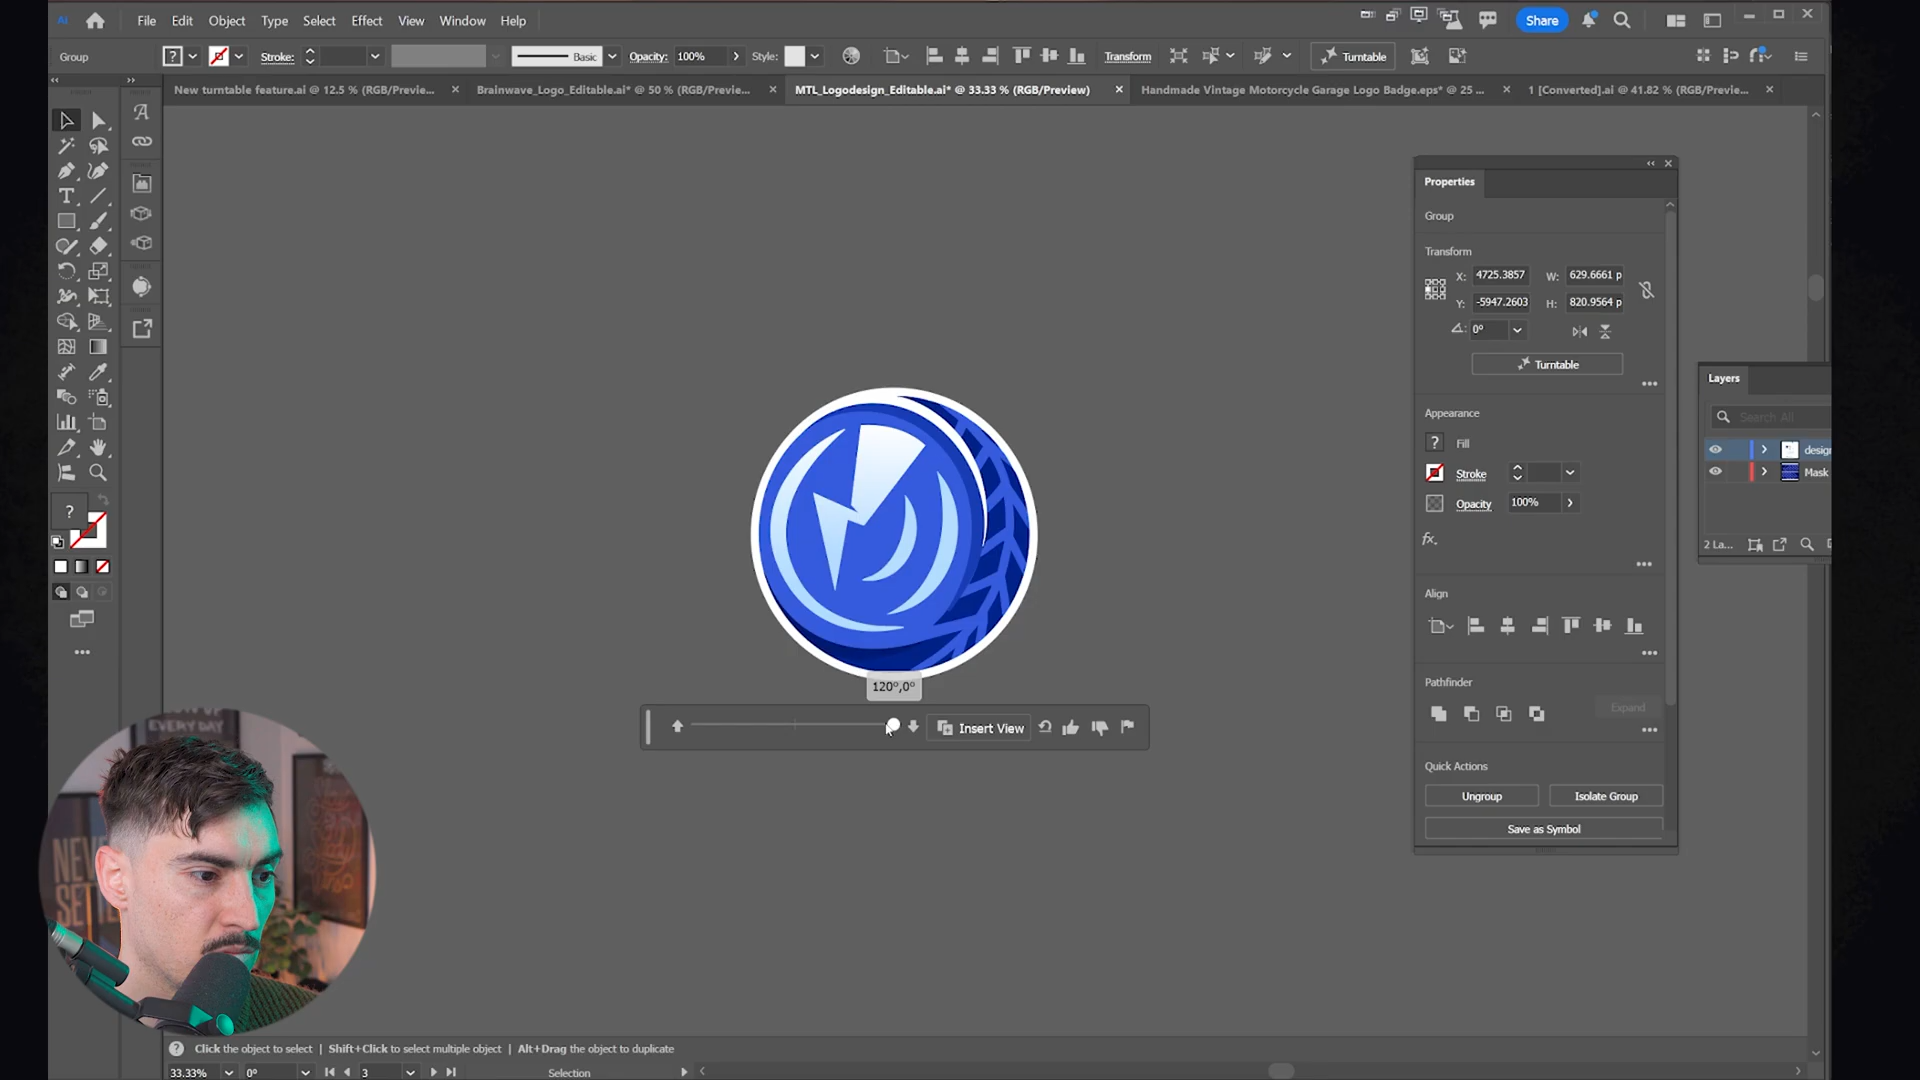 Ai File Edit Object Type Select Effect View Window Help Share
Group ? Stroke: Basic Opacity: 100% Style: Transform Turntable
New turntable feature.ai @ 12.5 % (RGB/Previe... Brainwave_Logo_Editable.ai* @ 50 % (RGB/Previe... MTL_Logodesign_Editable.ai* @ 33.33 % (RGB/Preview) Handmade Vintage Motorcycle Garage Logo Badge.eps* @ 25 ... 1 [Converted].ai @ 41.82 % (RGB/Previe...
Properties
Group
Transform
X: 4725.3857 W: 629.6661 p
Y: -5947.2603 H: 820.9564 p
0°
Turntable
Appearance
? Fill
Stroke
Opacity 100%
fx.
Align
Pathfinder
Expand
Quick Actions
Ungroup Isolate Group
Save as Symbol
Layers
Search All
desig
Mask
2 La...
120°,0°
Insert View
?
EVERY DAY
NEVE
SETT
? Click the object to select | Shift+Click to select multiple objects | Alt+Drag the object to duplicate
33.33% 0° 3 Selection